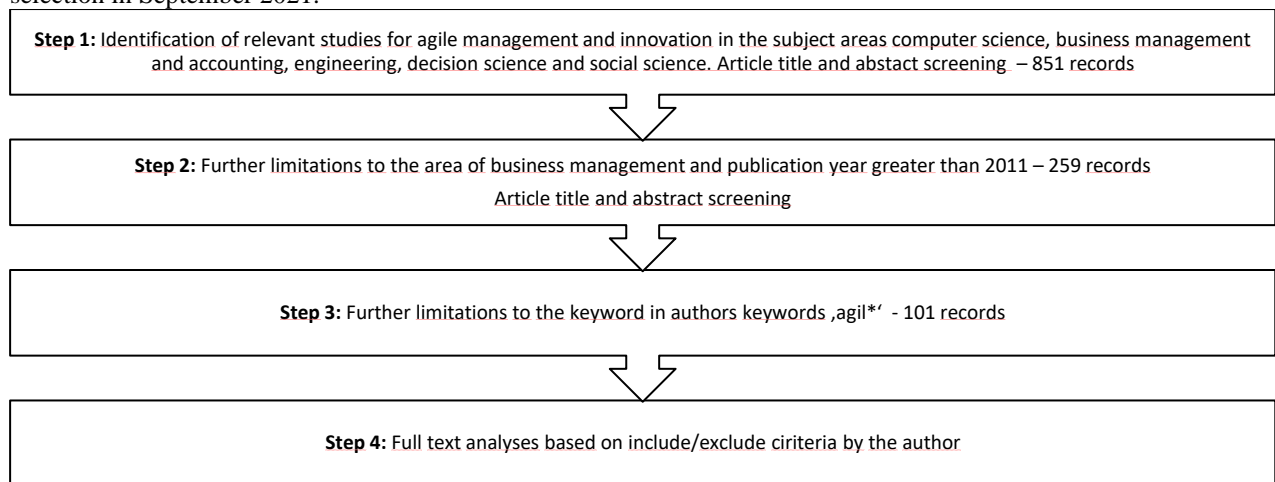 selection in September 2021.
Step 1: Identification of relevant studies for agile management and innovation in the subject areas computer science, business management
and accounting, engineering, decision science and social science. Article title and abstact screening – 851 records
Step 2: Further limitations to the area of business management and publication year greater than 2011 – 259 records
Article title and abstract screening
Step 3: Further limitations to the keyword in authors keywords ‚agil*‘ - 101 records
Step 4: Full text analyses based on include/exclude ciriteria by the author